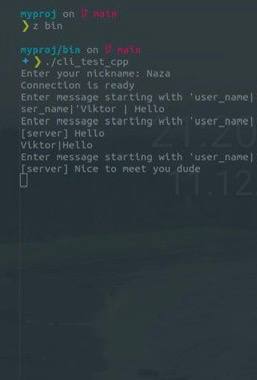 myproj on main
❯ z bin
myproj/bin on main
✦ ❯ ./cli_test_cpp
Enter your nickname: Naza
Connection is ready
Enter message starting with 'user_name|
ser_name|'Viktor | Hello
Enter message starting with 'user_name|
[server] Hello
Viktor|Hello
Enter message starting with 'user_name|
[server] Nice to meet you dude
21:20
11.12